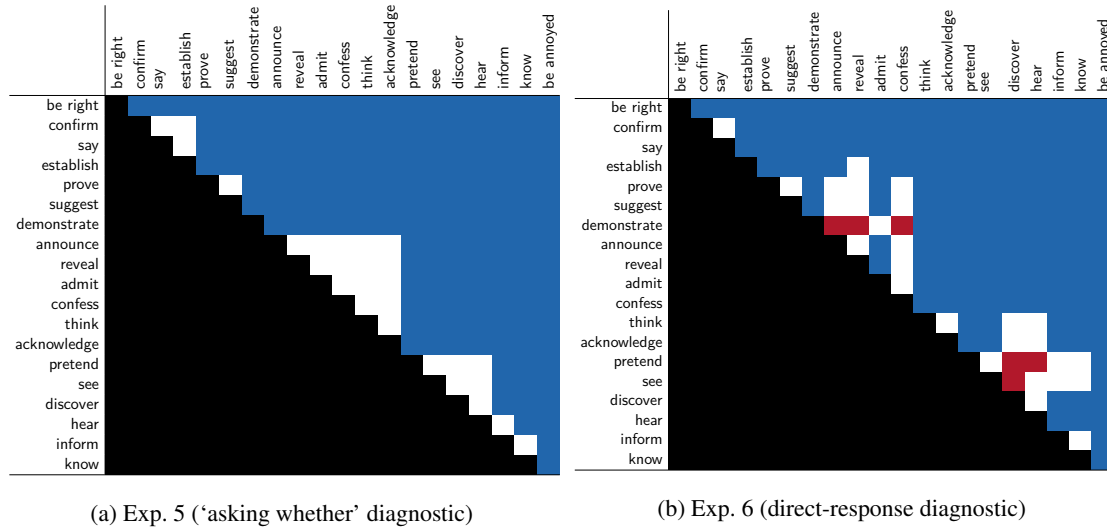 be right
confirm
say
establish
prove
suggest
demonstrate
announce
reveal
admit
confess
think
acknowledge
pretend
see
discover
hear
inform
know
be annoyed
be right
confirm
say
establish
prove
suggest
demonstrate
announce
reveal
admit
confess
think
acknowledge
pretend
see
discover
hear
inform
know
(a) Exp. 5 (‘asking whether’ diagnostic)
be right
confirm
say
establish
prove
suggest
demonstrate
announce
reveal
admit
confess
think
acknowledge
pretend
see
discover
hear
inform
know
be annoyed
be right
confirm
say
establish
prove
suggest
demonstrate
announce
reveal
admit
confess
think
acknowledge
pretend
see
discover
hear
inform
know
(b) Exp. 6 (direct-response diagnostic)